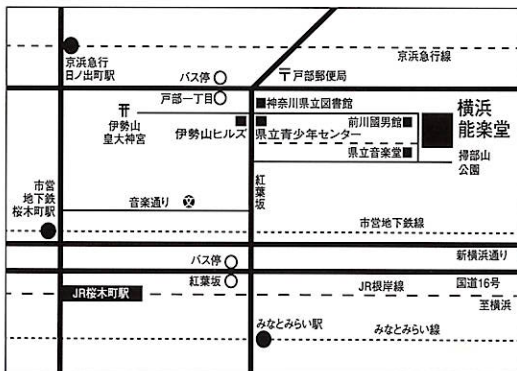 京浜急行線
京浜急行
日ノ出町駅
バス停
〒戸部郵便局
戸部一丁目
神奈川県立図書館
横浜
能楽堂
伊勢山
皇大神宮
伊勢山ヒルズ
県立青少年センター
前川國男館
県立音楽堂
掃部山
公園
紅葉坂
市営
地下鉄
桜木町駅
音楽通り
文
市営地下鉄線
新横浜通り
バス停
紅葉坂
JR根岸線
国道16号
JR桜木町駅
至横浜
みなとみらい駅
みなとみらい線